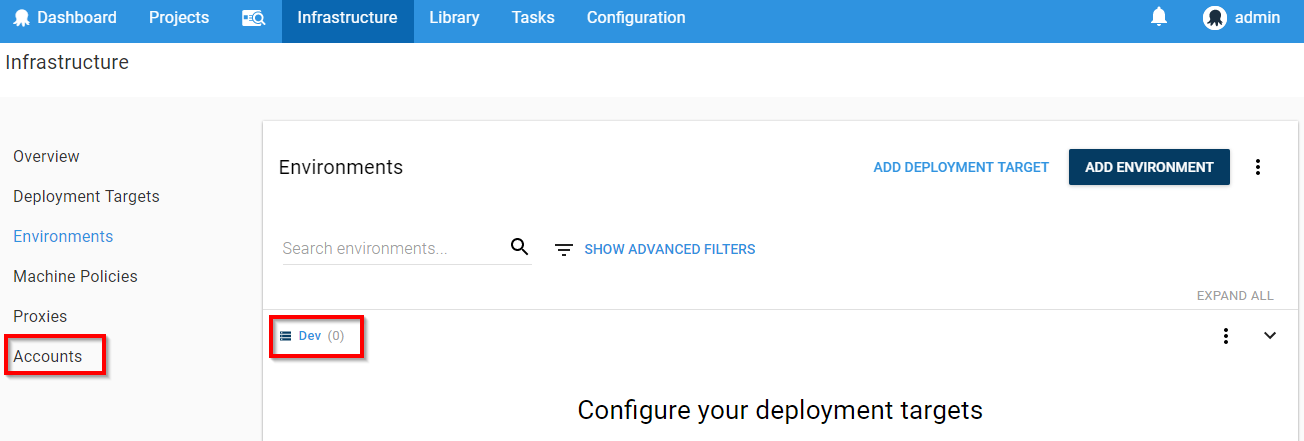 Dashboard Projects Infrastructure Library Tasks Configuration admin
Infrastructure
Overview
Deployment Targets
Environments
Machine Policies
Proxies
Accounts
Environments ADD DEPLOYMENT TARGET ADD ENVIRONMENT
Search environments... SHOW ADVANCED FILTERS
EXPAND ALL
Dev (0)
Configure your deployment targets